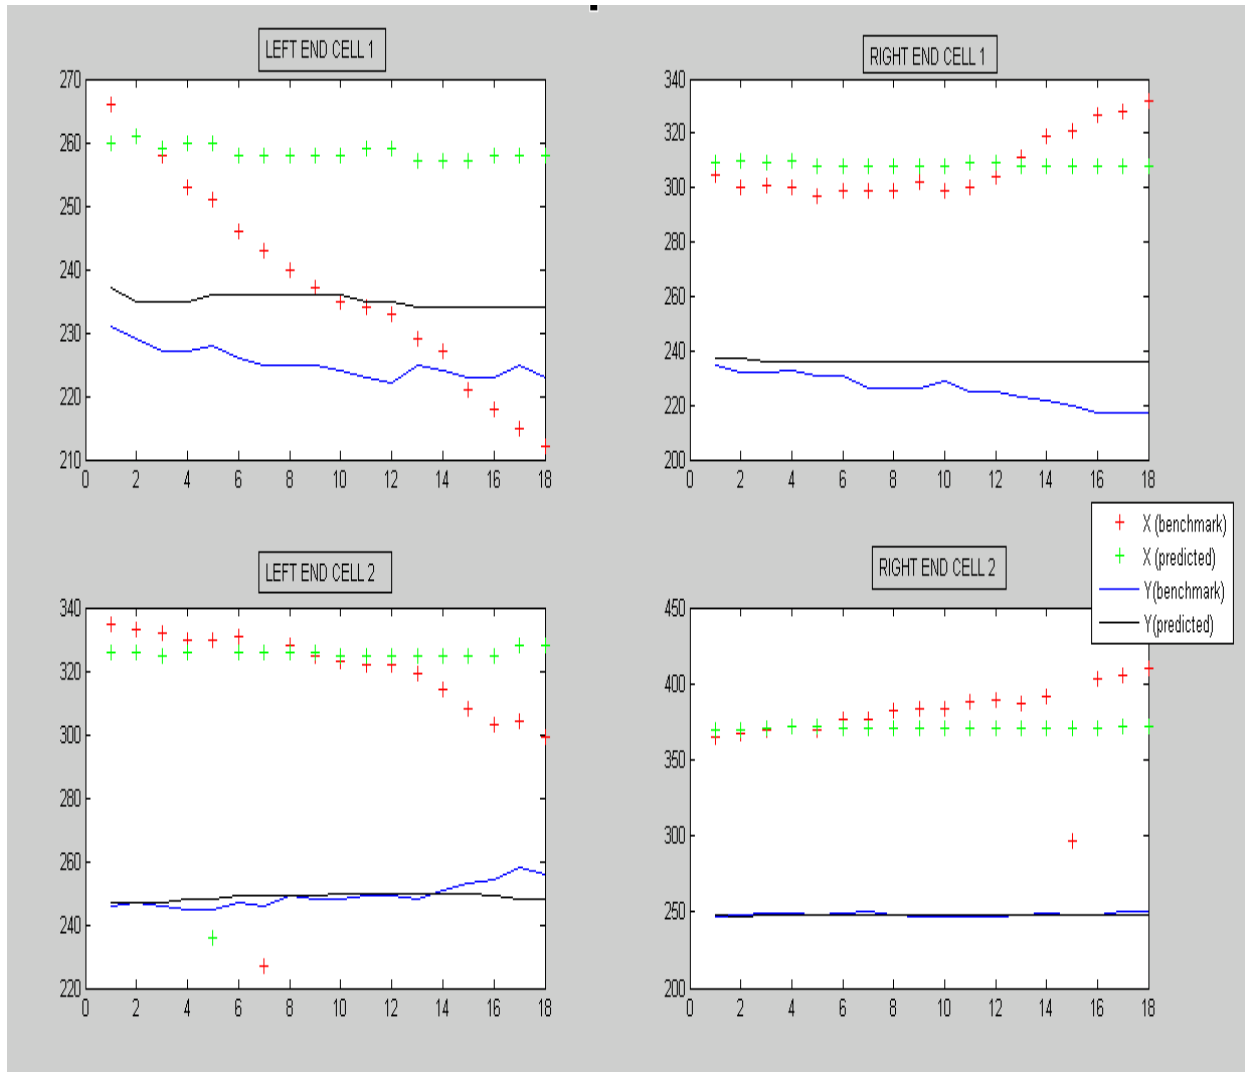 LEFT END CELL 1
270
260
250
240
230
220
210
0 2 4 6 8 10 12 14 16 18
RIGHT END CELL 1
340
320
300
280
260
240
220
200
0 2 4 6 8 10 12 14 16 18
X (benchmark)
X (predicted)
Y(benchmark)
Y(predicted)
LEFT END CELL 2
340
320
300
280
260
240
220
0 2 4 6 8 10 12 14 16 18
RIGHT END CELL 2
450
400
350
300
250
200
0 2 4 6 8 10 12 14 16 18